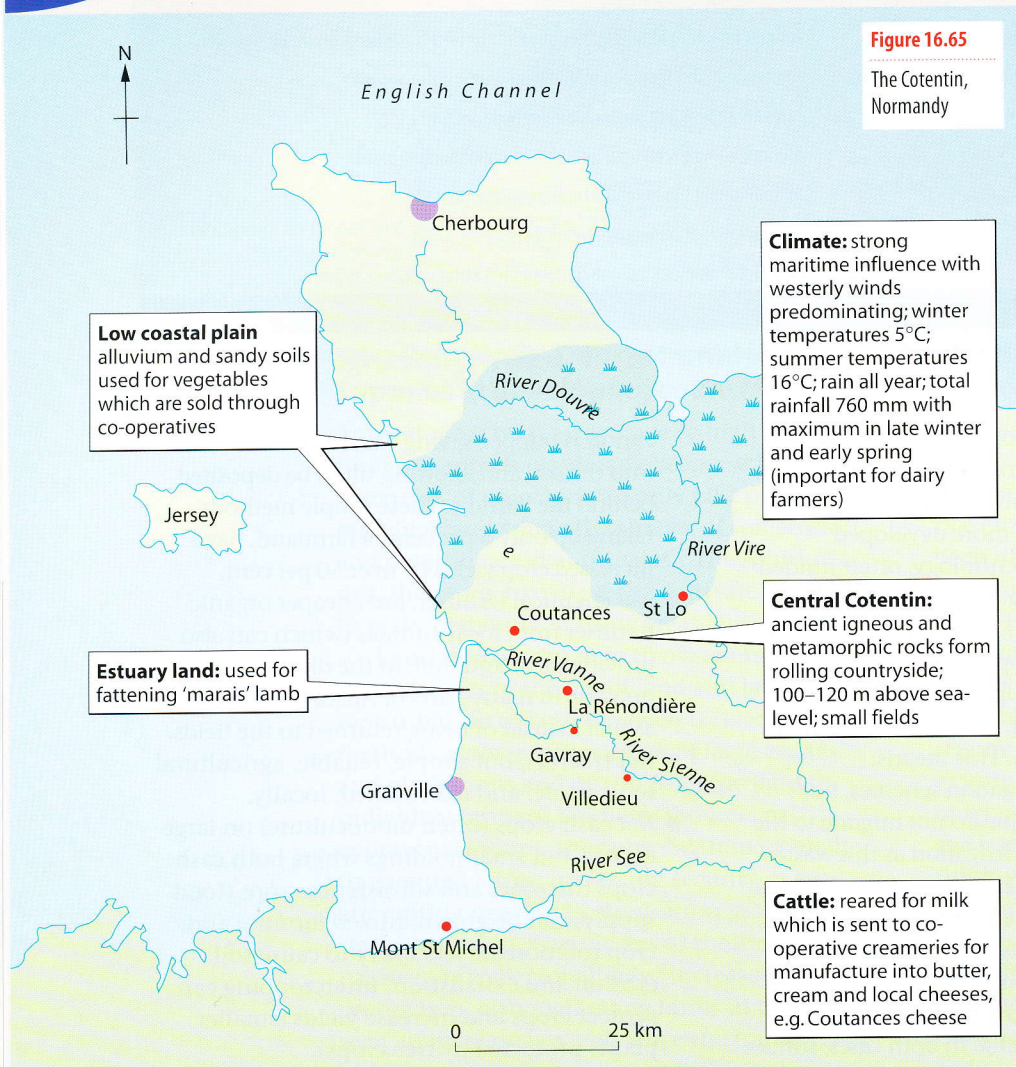 Figure 16.65
The Cotentin,
Normandy
N
English Channel
Cherbourg
Climate: strong
maritime influence with
westerly winds
predominating; winter
temperatures 5°C;
summer temperatures
16°C; rain all year; total
rainfall 760 mm with
maximum in late winter
and early spring
(important for dairy
farmers)
Low coastal plain
alluvium and sandy soils
used for vegetables
which are sold through
co-operatives
River Douvre
Jersey
e
River Vire
St Lo
Coutances
Central Cotentin:
ancient igneous and
metamorphic rocks form
rolling countryside;
100–120 m above sea-
level; small fields
Estuary land: used for
fattening 'marais' lamb
River Vanne
La Rénondière
Gavray
River Sienne
Villedieu
Granville
River See
Cattle: reared for milk
which is sent to co-
operative creameries for
manufacture into butter,
cream and local cheeses,
e.g. Coutances cheese
Mont St Michel
0 25 km